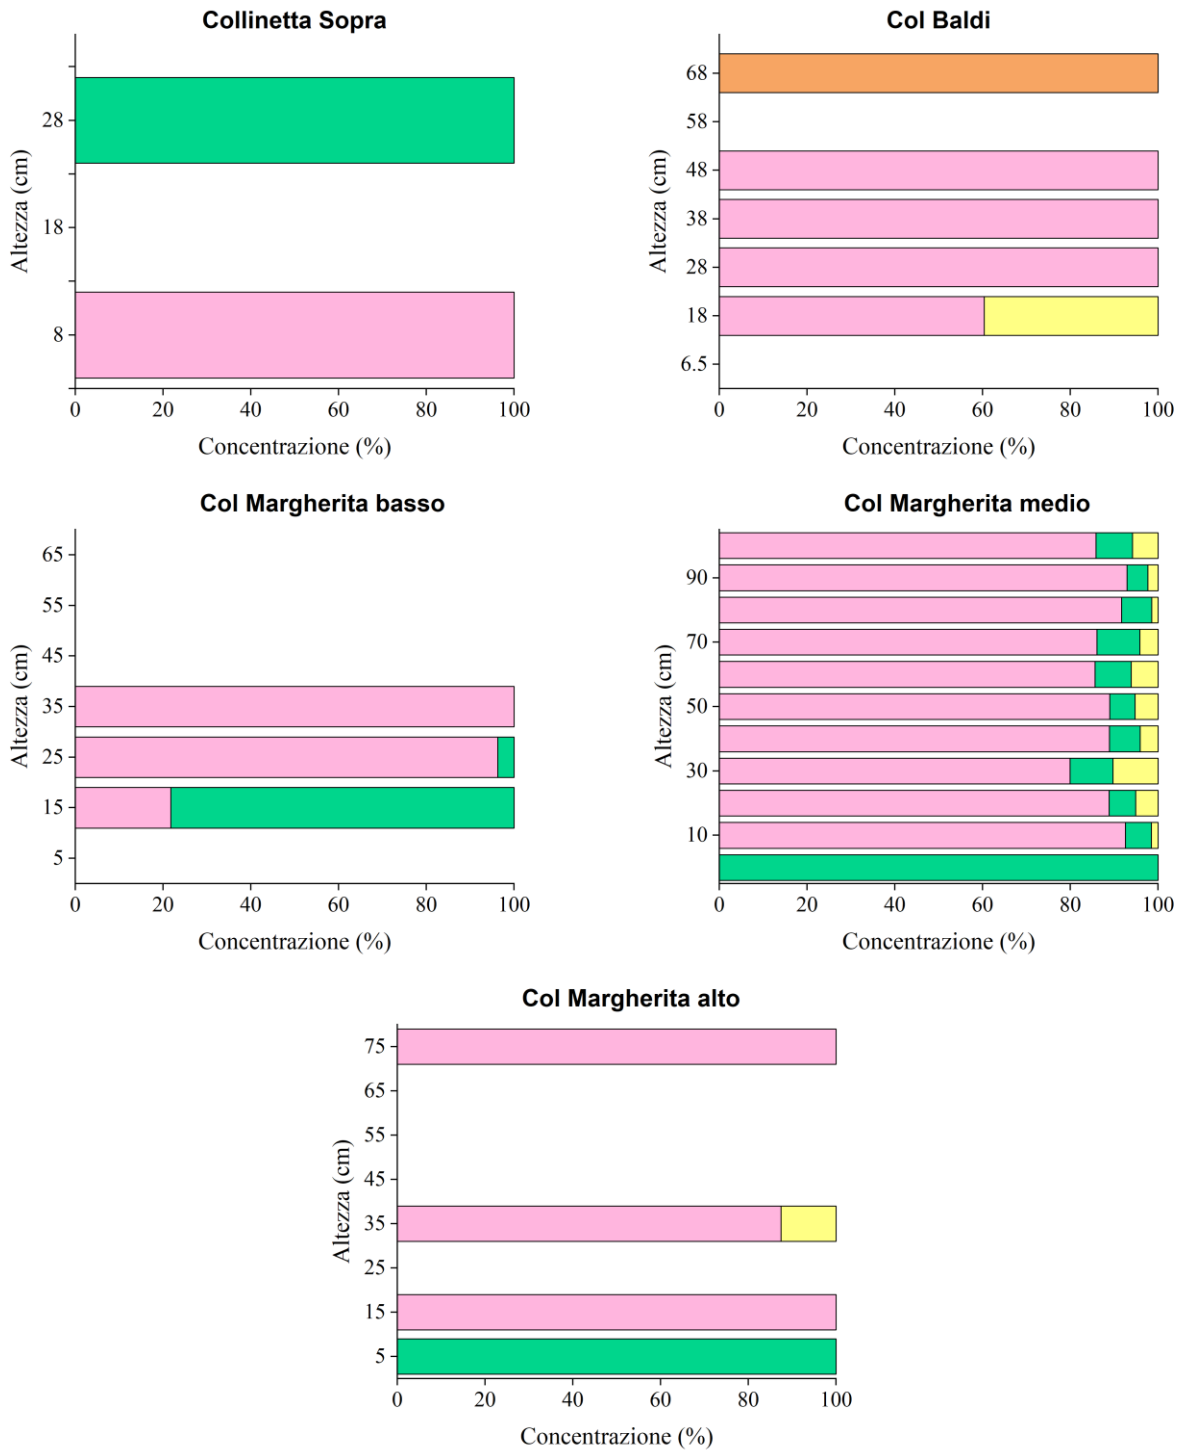 Collinetta Sopra
Altezza (cm)
28
18
8
0 20 40 60 80 100
Concentrazione (%)
Col Baldi
Altezza (cm)
68
58
48
38
28
18
6.5
0 20 40 60 80 100
Concentrazione (%)
Col Margherita basso
Altezza (cm)
65
55
45
35
25
15
5
0 20 40 60 80 100
Concentrazione (%)
Col Margherita medio
Altezza (cm)
90
70
50
30
10
0 20 40 60 80 100
Concentrazione (%)
Col Margherita alto
Altezza (cm)
75
65
55
45
35
25
15
5
0 20 40 60 80 100
Concentrazione (%)